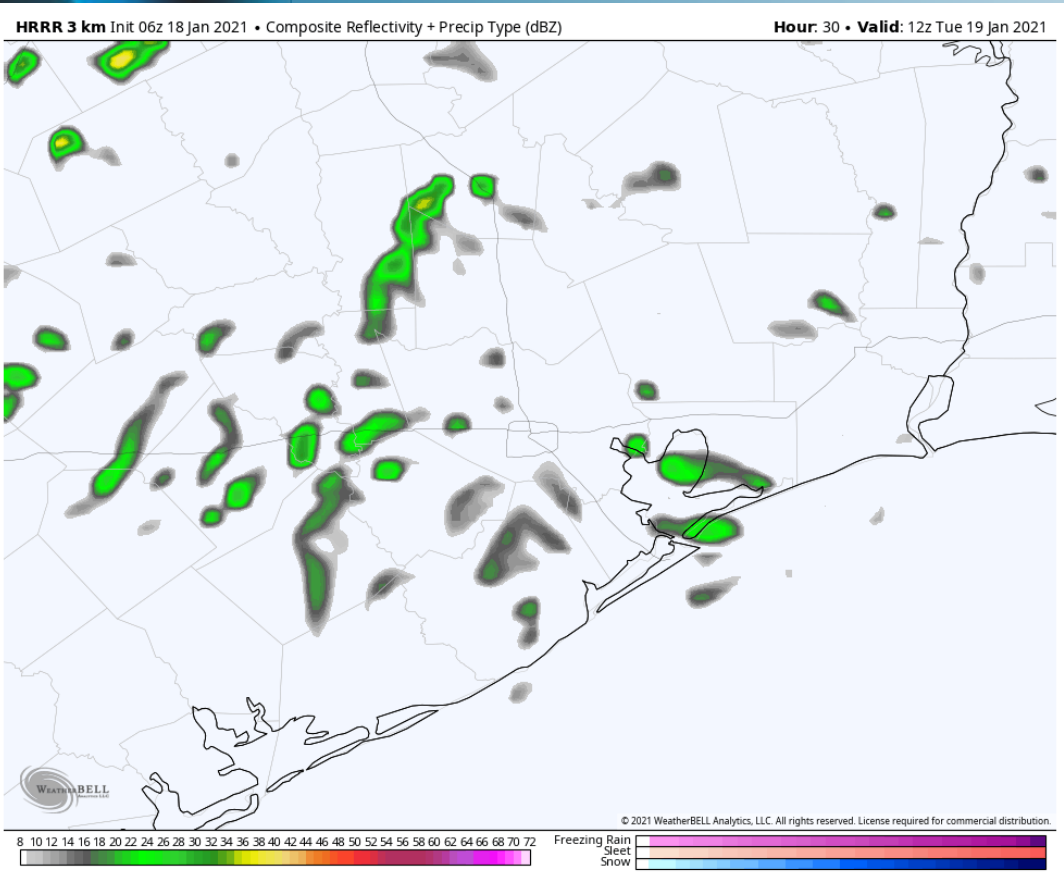 HRRR 3 km Init 06z 18 Jan 2021 • Composite Reflectivity + Precip Type (dBZ) Hour: 30 • Valid: 12z Tue 19 Jan 2021
WEATHERBELL
Analytics LLC
© 2021 WeatherBELL Analytics, LLC. All rights reserved. License required for commercial distribution.
8 10 12 14 16 18 20 22 24 26 28 30 32 34 36 38 40 42 44 46 48 50 52 54 56 58 60 62 64 66 68 70 72
Freezing Rain
Sleet
Snow